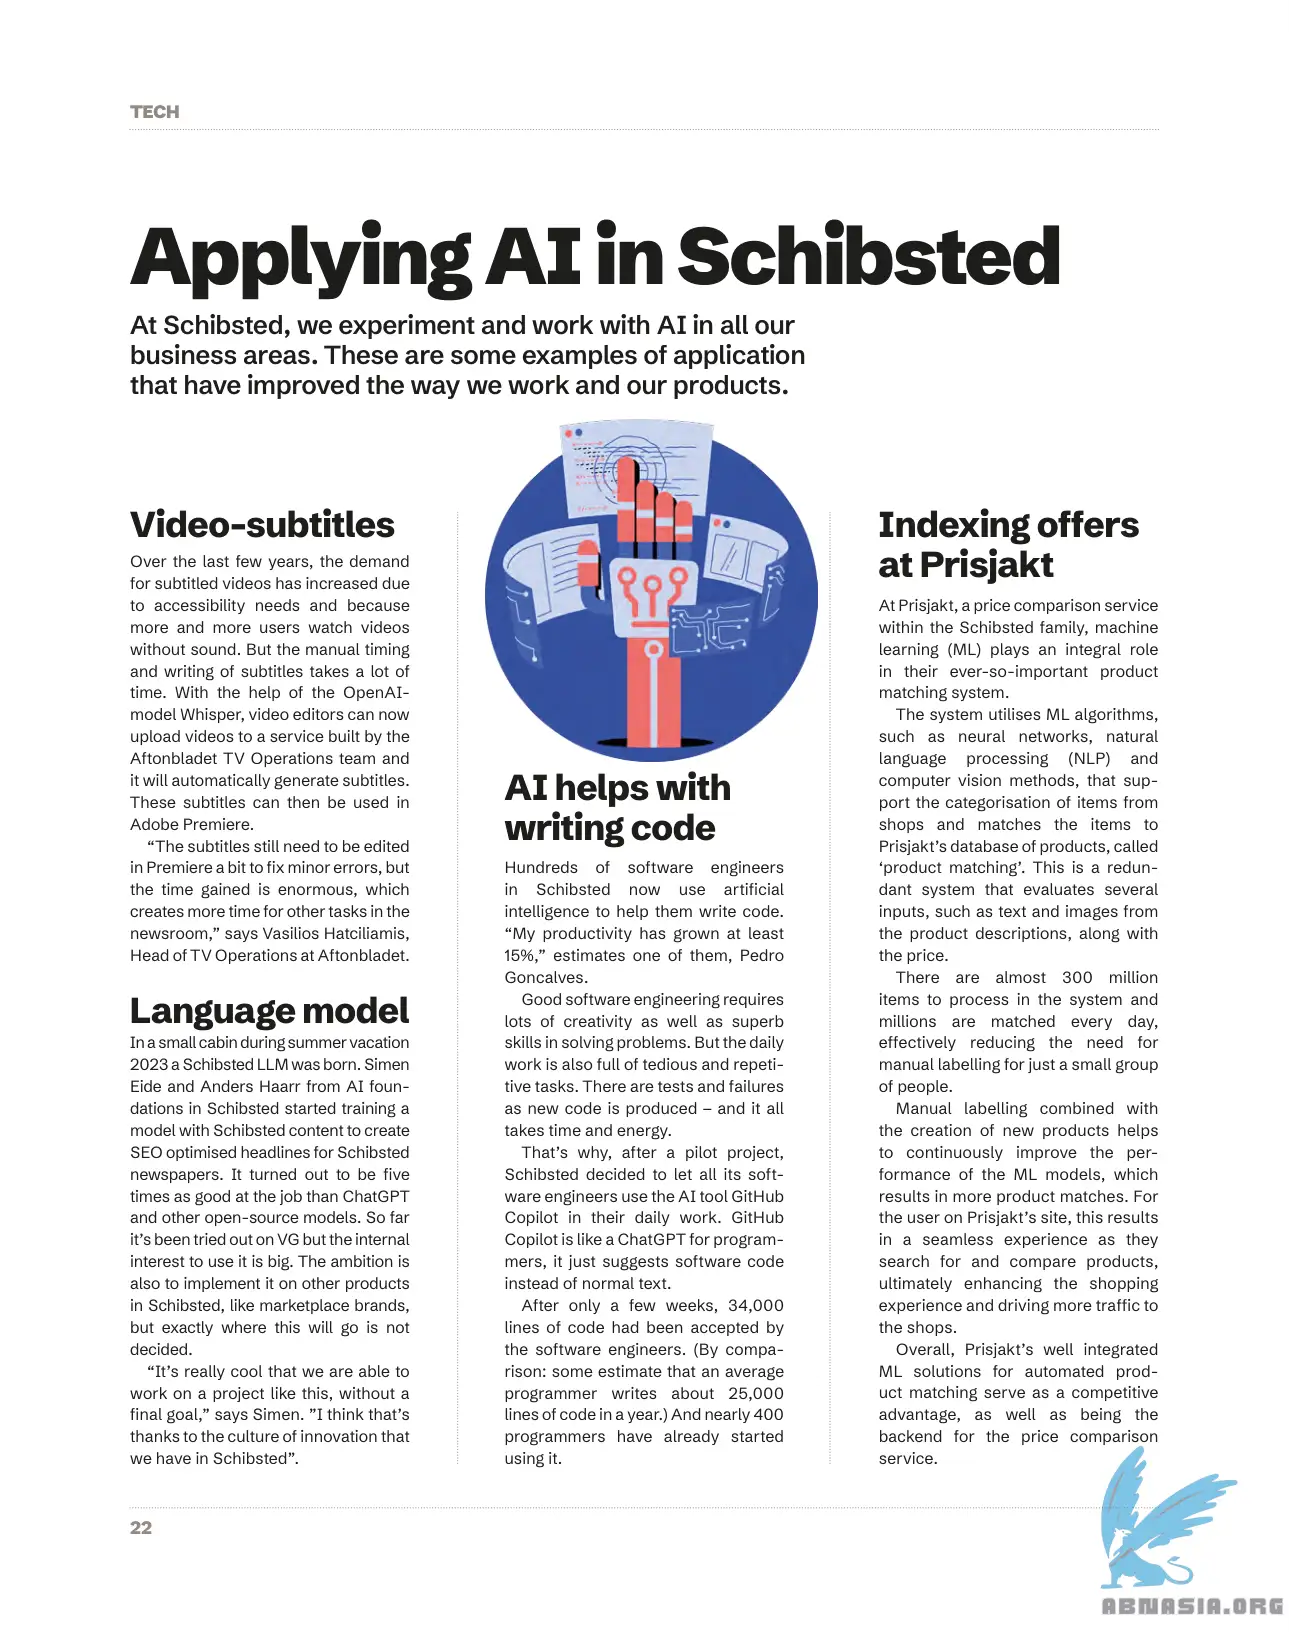 TECH
Applying AI in Schibsted
At Schibsted, we experiment and work with AI in all our
business areas. These are some examples of application
that have improved the way we work and our products.
Video-subtitles
Over the last few years, the demand
for subtitled videos has increased due
to accessibility needs and because
more and more users watch videos
without sound. But the manual timing
and writing of subtitles takes a lot of
time. With the help of the OpenAI-
model Whisper, video editors can now
upload videos to a service built by the
Aftonbladet TV Operations team and
it will automatically generate subtitles.
These subtitles can then be used in
Adobe Premiere.
“The subtitles still need to be edited
in Premiere a bit to fix minor errors, but
the time gained is enormous, which
creates more time for other tasks in the
newsroom,” says Vasilios Hatciliamis,
Head of TV Operations at Aftonbladet.
Language model
In a small cabin during summer vacation
2023 a Schibsted LLM was born. Simen
Eide and Anders Haarr from AI foun-
dations in Schibsted started training a
model with Schibsted content to create
SEO optimised headlines for Schibsted
newspapers. It turned out to be five
times as good at the job than ChatGPT
and other open-source models. So far
it’s been tried out on VG but the internal
interest to use it is big. The ambition is
also to implement it on other products
in Schibsted, like marketplace brands,
but exactly where this will go is not
decided.
“It’s really cool that we are able to
work on a project like this, without a
final goal,” says Simen. ”I think that’s
thanks to the culture of innovation that
we have in Schibsted”.
AI helps with
writing code
Hundreds of software engineers
in Schibsted now use artificial
intelligence to help them write code.
“My productivity has grown at least
15%,” estimates one of them, Pedro
Goncalves.
Good software engineering requires
lots of creativity as well as superb
skills in solving problems. But the daily
work is also full of tedious and repeti-
tive tasks. There are tests and failures
as new code is produced – and it all
takes time and energy.
That’s why, after a pilot project,
Schibsted decided to let all its soft-
ware engineers use the AI tool GitHub
Copilot in their daily work. GitHub
Copilot is like a ChatGPT for program-
mers, it just suggests software code
instead of normal text.
After only a few weeks, 34,000
lines of code had been accepted by
the software engineers. (By compa-
rison: some estimate that an average
programmer writes about 25,000
lines of code in a year.) And nearly 400
programmers have already started
using it.
Indexing offers
at Prisjakt
At Prisjakt, a price comparison service
within the Schibsted family, machine
learning (ML) plays an integral role
in their ever-so-important product
matching system.
The system utilises ML algorithms,
such as neural networks, natural
language processing (NLP) and
computer vision methods, that sup-
port the categorisation of items from
shops and matches the items to
Prisjakt’s database of products, called
‘product matching’. This is a redun-
dant system that evaluates several
inputs, such as text and images from
the product descriptions, along with
the price.
There are almost 300 million
items to process in the system and
millions are matched every day,
effectively reducing the need for
manual labelling for just a small group
of people.
Manual labelling combined with
the creation of new products helps
to continuously improve the per-
formance of the ML models, which
results in more product matches. For
the user on Prisjakt’s site, this results
in a seamless experience as they
search for and compare products,
ultimately enhancing the shopping
experience and driving more traffic to
the shops.
Overall, Prisjakt’s well integrated
ML solutions for automated prod-
uct matching serve as a competitive
advantage, as well as being the
backend for the price comparison
service.
22
ABNASIA.ORG